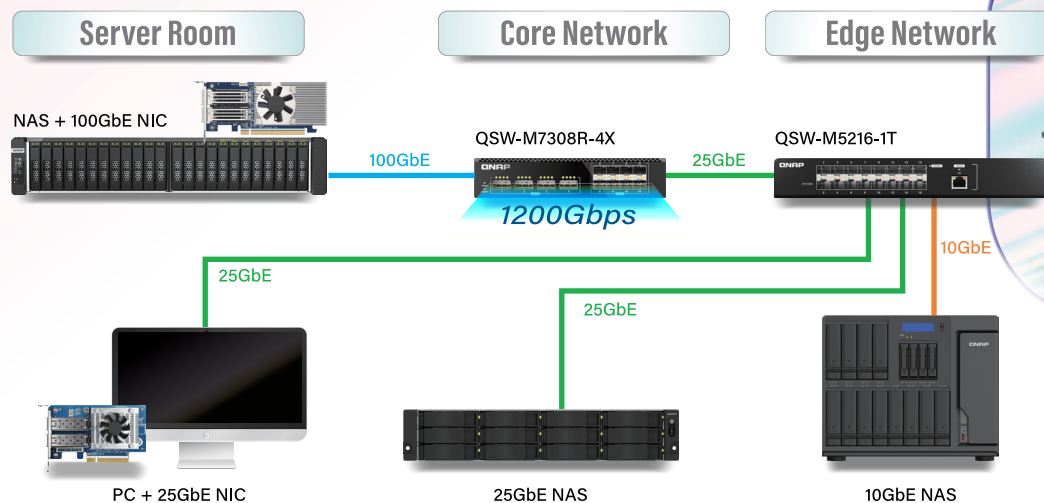 Server Room
Core Network
Edge Network
NAS + 100GbE NIC
QSW-M7308R-4X
QSW-M5216-1T
100GbE
25GbE
QNAP
QNAP
1200Gbps
10GbE
25GbE
25GbE
QNAP
PC + 25GbE NIC
25GbE NAS
10GbE NAS